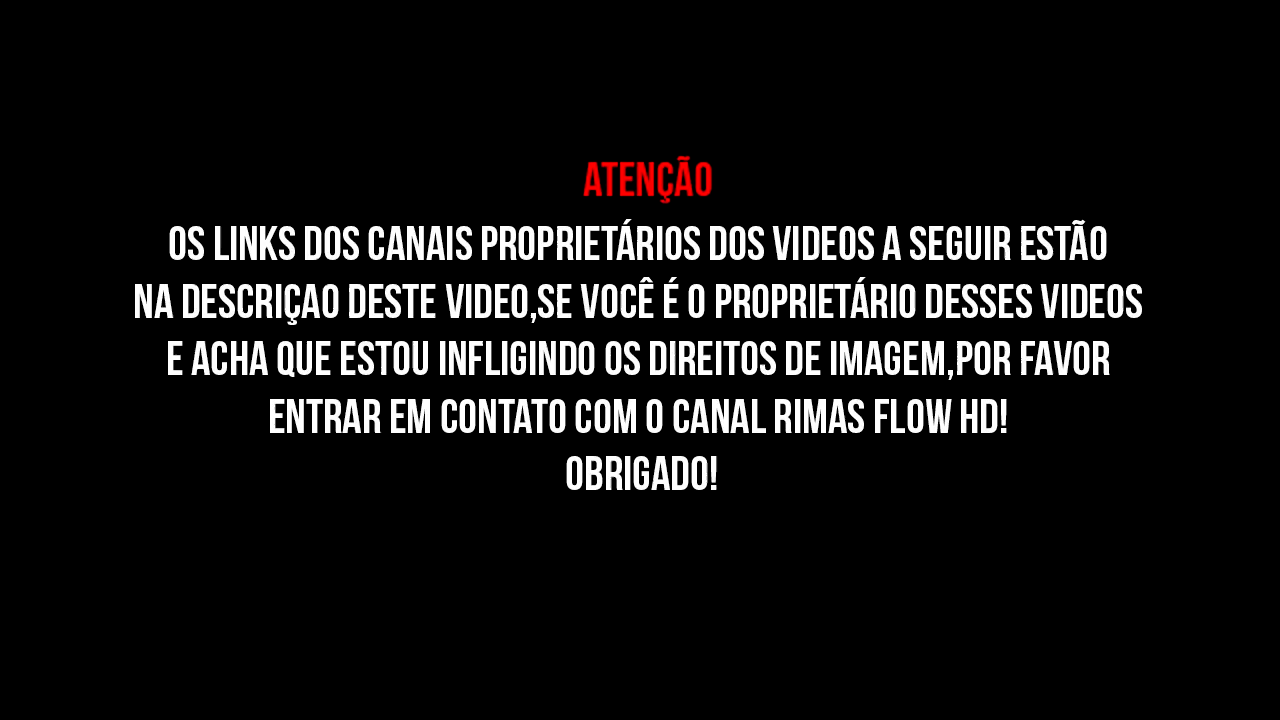 ATENÇÃO
OS LINKS DOS CANAIS PROPRIETÁRIOS DOS VIDEOS A SEGUIR ESTÃO
NA DESCRIÇAO DESTE VIDEO,SE VOCÊ É O PROPRIETÁRIO DESSES VIDEOS
E ACHA QUE ESTOU INFLIGINDO OS DIREITOS DE IMAGEM,POR FAVOR
ENTRAR EM CONTATO COM O CANAL RIMAS FLOW HD!
OBRIGADO!